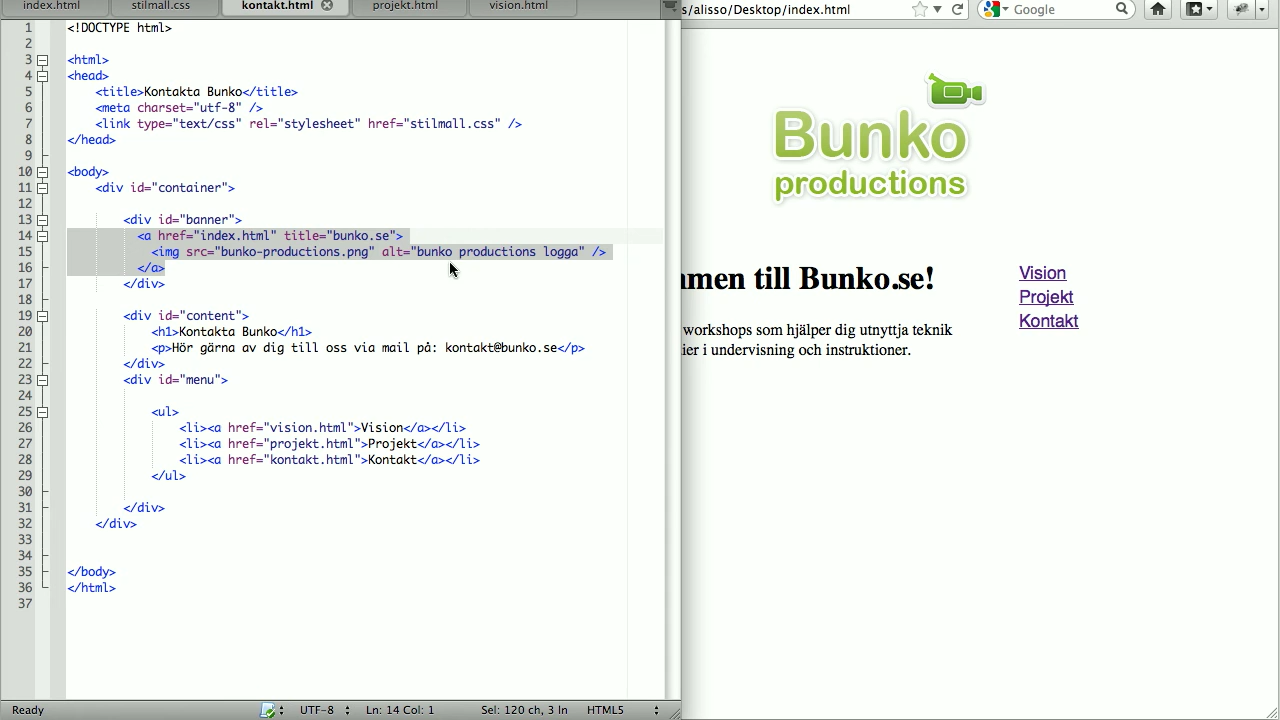 index.html
stilmall.css
kontakt.html
projekt.html
vision.html
1 <!DOCTYPE html>
2
3 <html>
4 <head>
5 <title>Kontakta Bunko</title>
6 <meta charset="utf-8" />
7 <link type="text/css" rel="stylesheet" href="stilmall.css" />
8 </head>
9
10 <body>
11 <div id="container">
12
13 <div id="banner">
14 <a href="index.html" title="bunko.se">
15 <img src="bunko-productions.png" alt="bunko productions logga" />
16 </a>
17 </div>
18
19 <div id="content">
20 <h1>Kontakta Bunko</h1>
21 <p>Hör gärna av dig till oss via mail på: kontakt@bunko.se</p>
22 </div>
23 <div id="menu">
24
25 <ul>
26 <li><a href="vision.html">Vision</a></li>
27 <li><a href="projekt.html">Projekt</a></li>
28 <li><a href="kontakt.html">Kontakt</a></li>
29 </ul>
30
31 </div>
32 </div>
33
34
35 </body>
36 </html>
37
Ready
UTF-8
Ln: 14 Col: 1
Sel: 120 ch, 3 ln
HTML5
s/alisso/Desktop/index.html
Google
Bunko
productions
mmen till Bunko.se!
workshops som hjälper dig utnyttja teknik
ier i undervisning och instruktioner.
Vision
Projekt
Kontakt